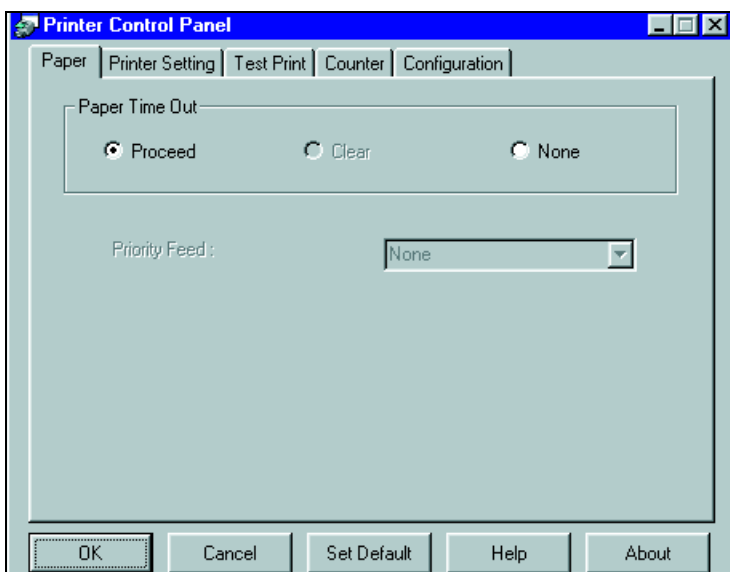 Printer Control Panel
Paper Printer Setting Test Print Counter Configuration
Paper Time Out
Proceed Clear None
Priority Feed : None
OK Cancel Set Default Help About